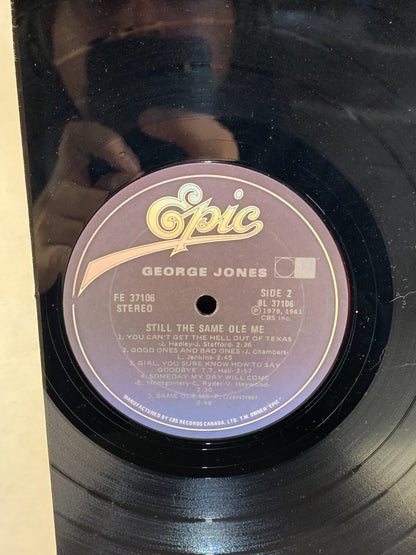 Epic
GEORGE JONES
FE 37106
STEREO
SIDE 2
BL 37106
Ⓟ 1979, 1981
CBS Inc.
STILL THE SAME OLE ME
1. YOU CAN'T GET THE HELL OUT OF TEXAS
-J. Hadley-J. Stafford- 2:36
2. GOOD ONES AND BAD ONES -J. Chambers-
L. Jenkins- 2:45
3. GIRL, YOU SURE KNOW HOW TO SAY
GOODBYE -T.T. Hall- 2:57
4. SOMEDAY MY DAY WILL COME
-E. Montgomery-C. Ryder-V. Haywood-
2:30
5. SAME OLE ME -P. Overstreet-
2:48
MANUFACTURED BY CBS RECORDS CANADA, LTD. T.M. OWNER "EPIC"